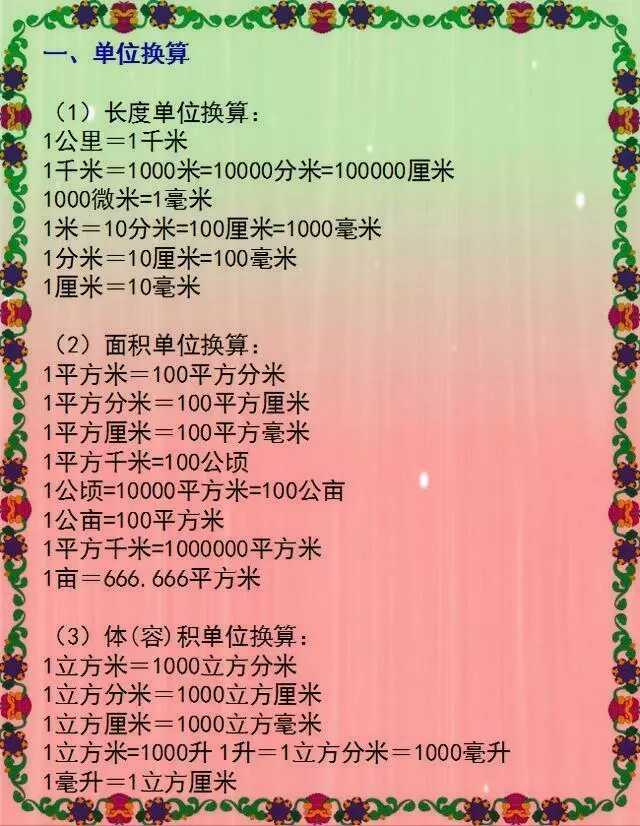 一、单位换算
（1）长度单位换算：
1公里＝1千米
1千米＝1000米=10000分米=100000厘米
1000微米=1毫米
1米＝10分米=100厘米=1000毫米
1分米＝10厘米=100毫米
1厘米＝10毫米
（2）面积单位换算：
1平方米＝100平方分米
1平方分米＝100平方厘米
1平方厘米＝100平方毫米
1平方千米=100公顷
1公顷=10000平方米=100公亩
1公亩=100平方米
1平方千米=1000000平方米
1亩＝666.666平方米
（3）体(容)积单位换算：
1立方米＝1000立方分米
1立方分米＝1000立方厘米
1立方厘米＝1000立方毫米
1立方米=1000升 1升＝1立方分米＝1000毫升
1毫升＝1立方厘米